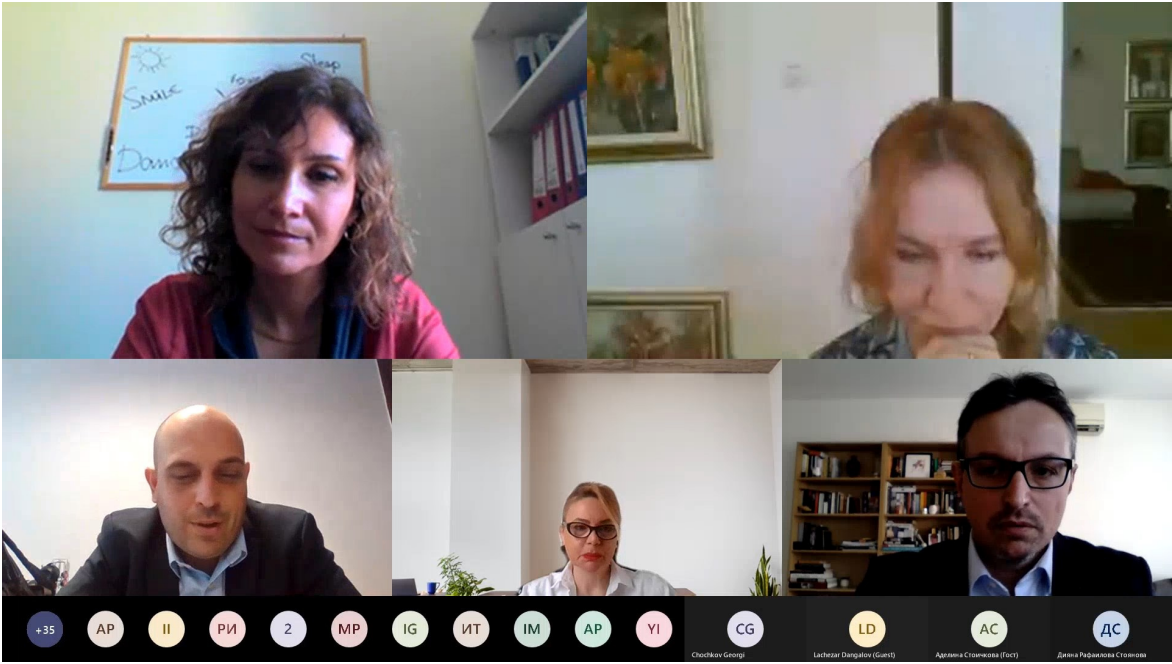 Sleep
SMILE
+35
AP
II
РИ
2
MP
IG
ИТ
IM
AP
YI
CG
LD
АС
ДС
Chochkov Georgi
Lachezar Dangalov (Guest)
Аделина Стоичкова (Гост)
Дияна Рафаилова Стоянова